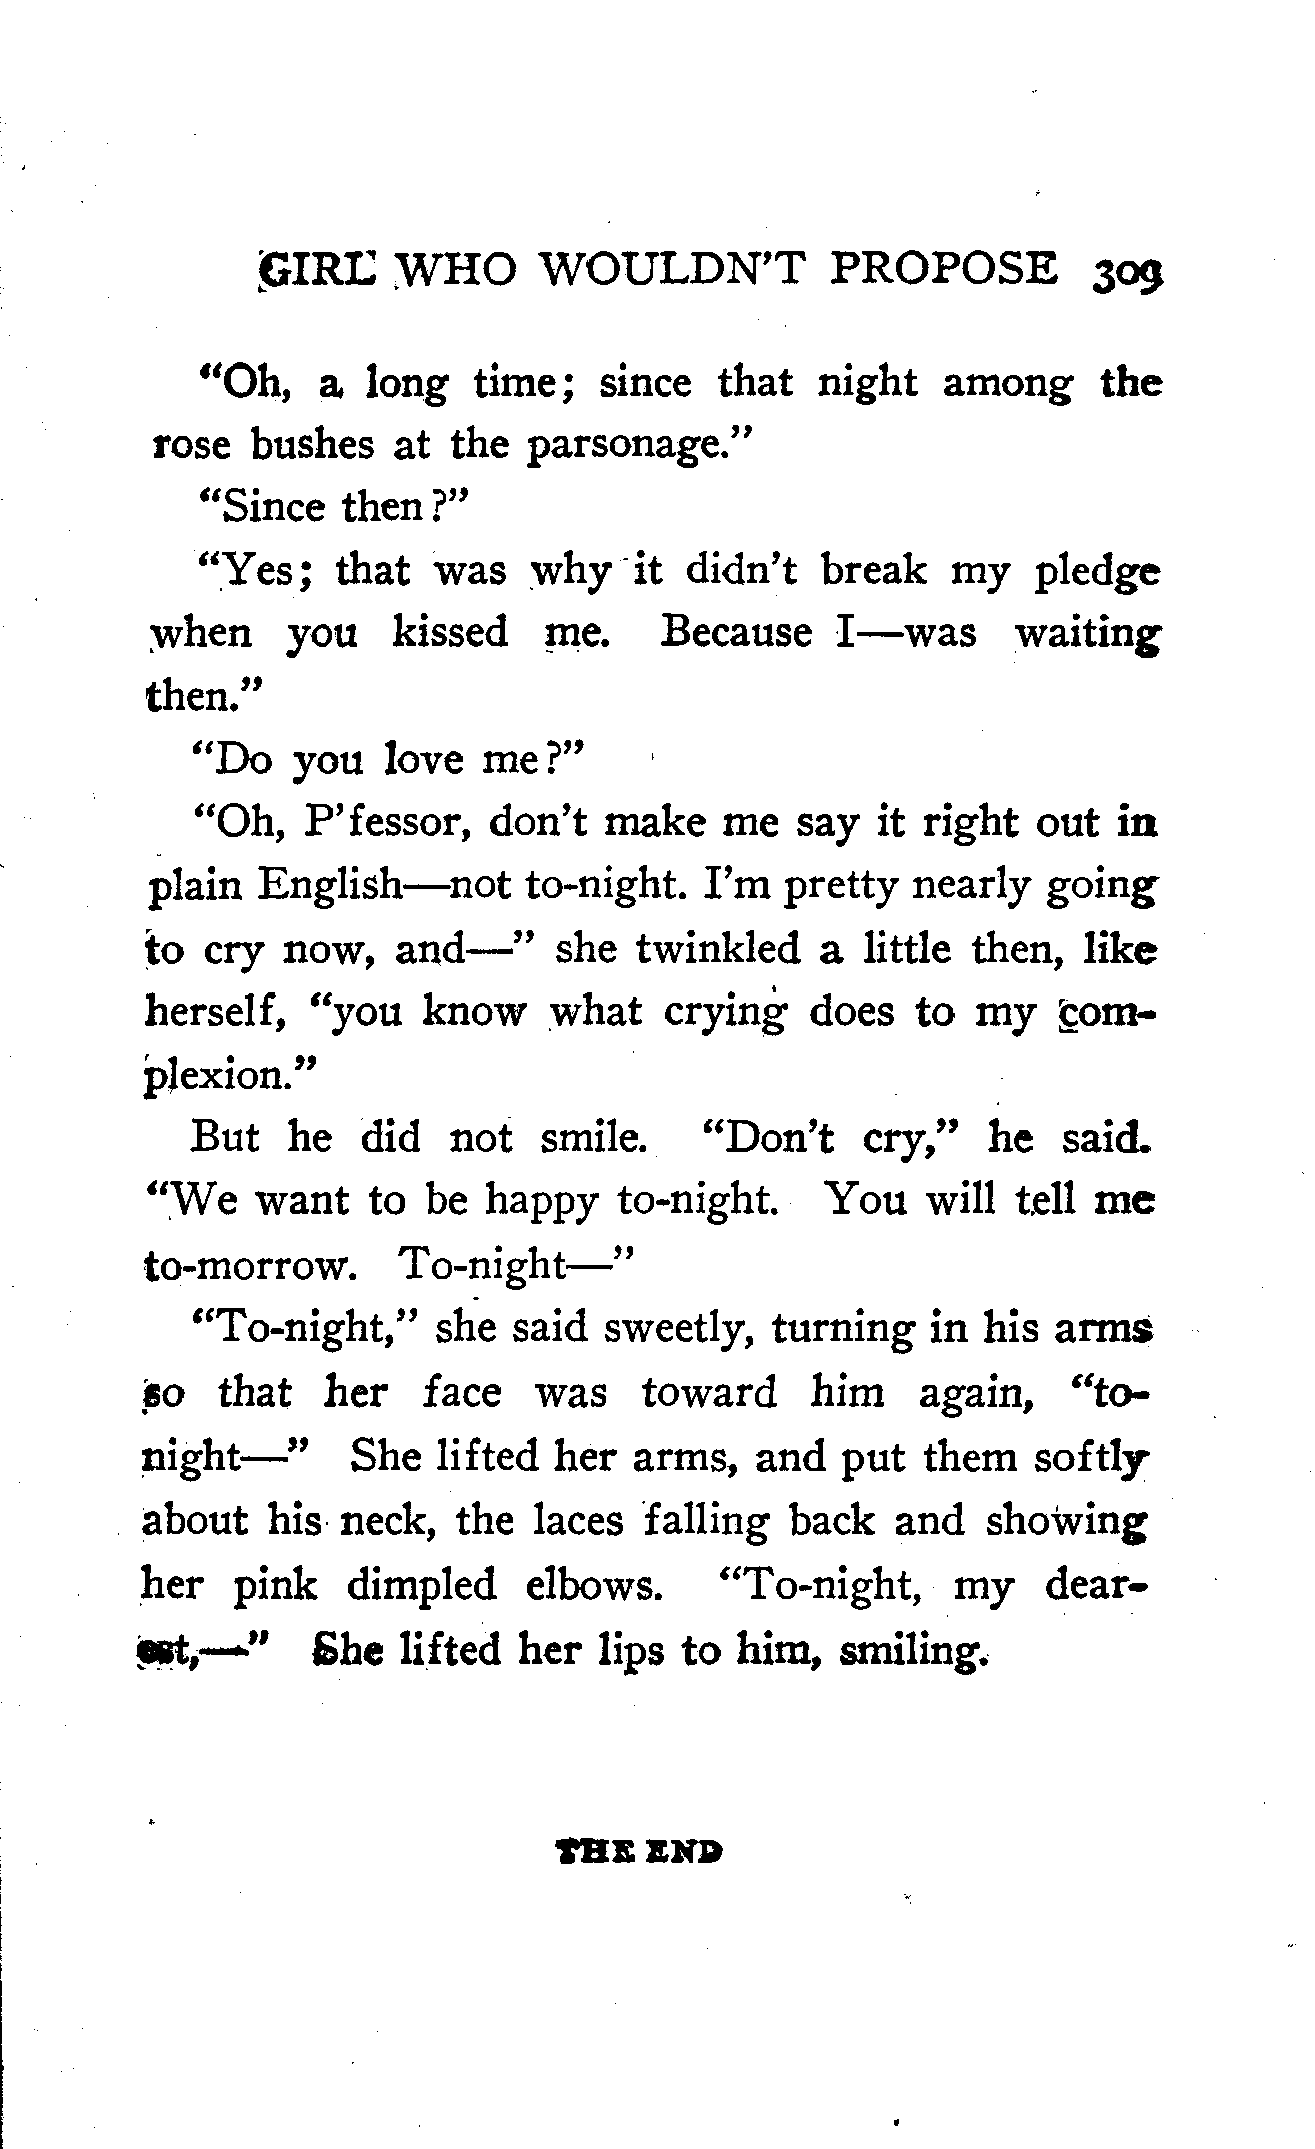 GIRL WHO WOULDN'T PROPOSE 309
"Oh, a long time; since that night among the
rose bushes at the parsonage."
"Since then?"
"Yes; that was why it didn't break my pledge
when you kissed me. Because I—was waiting
then."
"Do you love me?"
"Oh, P'fessor, don't make me say it right out in
plain English—not to-night. I'm pretty nearly going
to cry now, and—" she twinkled a little then, like
herself, "you know what crying does to my com-
plexion."
But he did not smile. "Don't cry," he said.
"We want to be happy to-night. You will tell me
to-morrow. To-night—"
"To-night," she said sweetly, turning in his arms
so that her face was toward him again, "to-
night—" She lifted her arms, and put them softly
about his neck, the laces falling back and showing
her pink dimpled elbows. "To-night, my dear-
est,—" She lifted her lips to him, smiling.
THE END